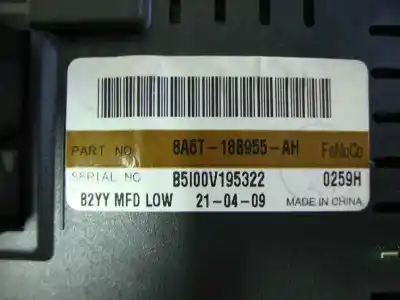 PART NO 8A6T-18B955-AH FoMoCo
SERIAL NO B5I00V195322 0259H
B2YY MFD LOW 21-04-09 MADE IN CHINA